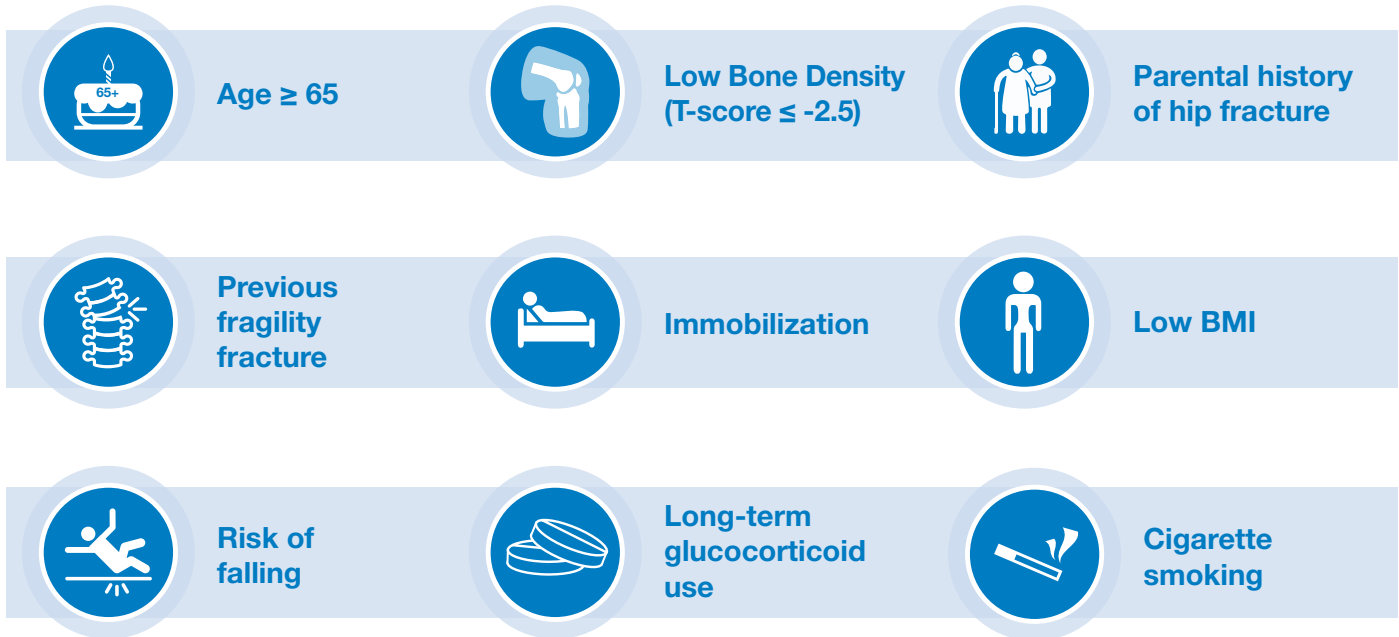 65+
Age ≥ 65
Low Bone Density
(T-score ≤ -2.5)
Parental history
of hip fracture
Previous
fragility
fracture
Immobilization
Low BMI
Risk of
falling
Long-term
glucocorticoid
use
Cigarette
smoking